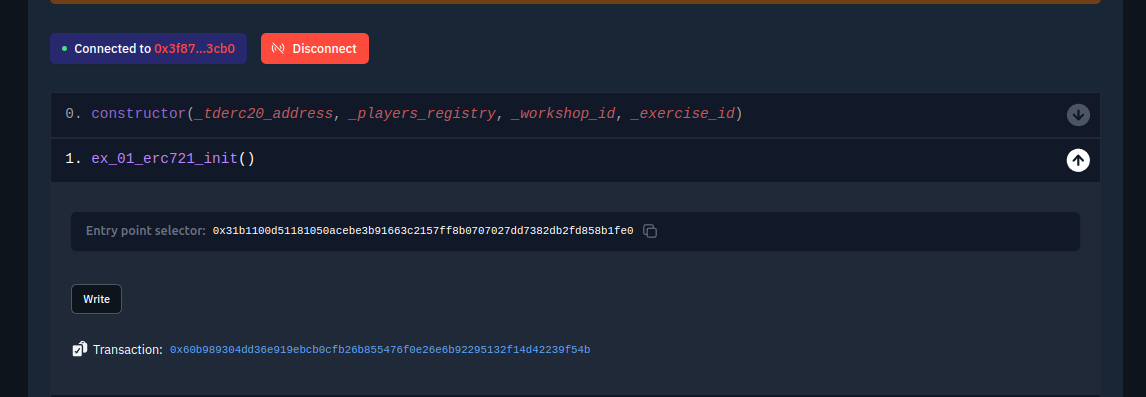 Connected to 0x3f87...3cb0 Disconnect
0. constructor(_tderc20_address, _players_registry, _workshop_id, _exercise_id)
1. ex_01_erc721_init()
Entry point selector: 0x31b1100d51181050acebe3b91663c2157ff8b0707027dd7382db2fd858b1fe0
Write
Transaction: 0x60b989304dd36e919ebcb0cfb26b855476f0e26e6b92295132f14d42239f54b